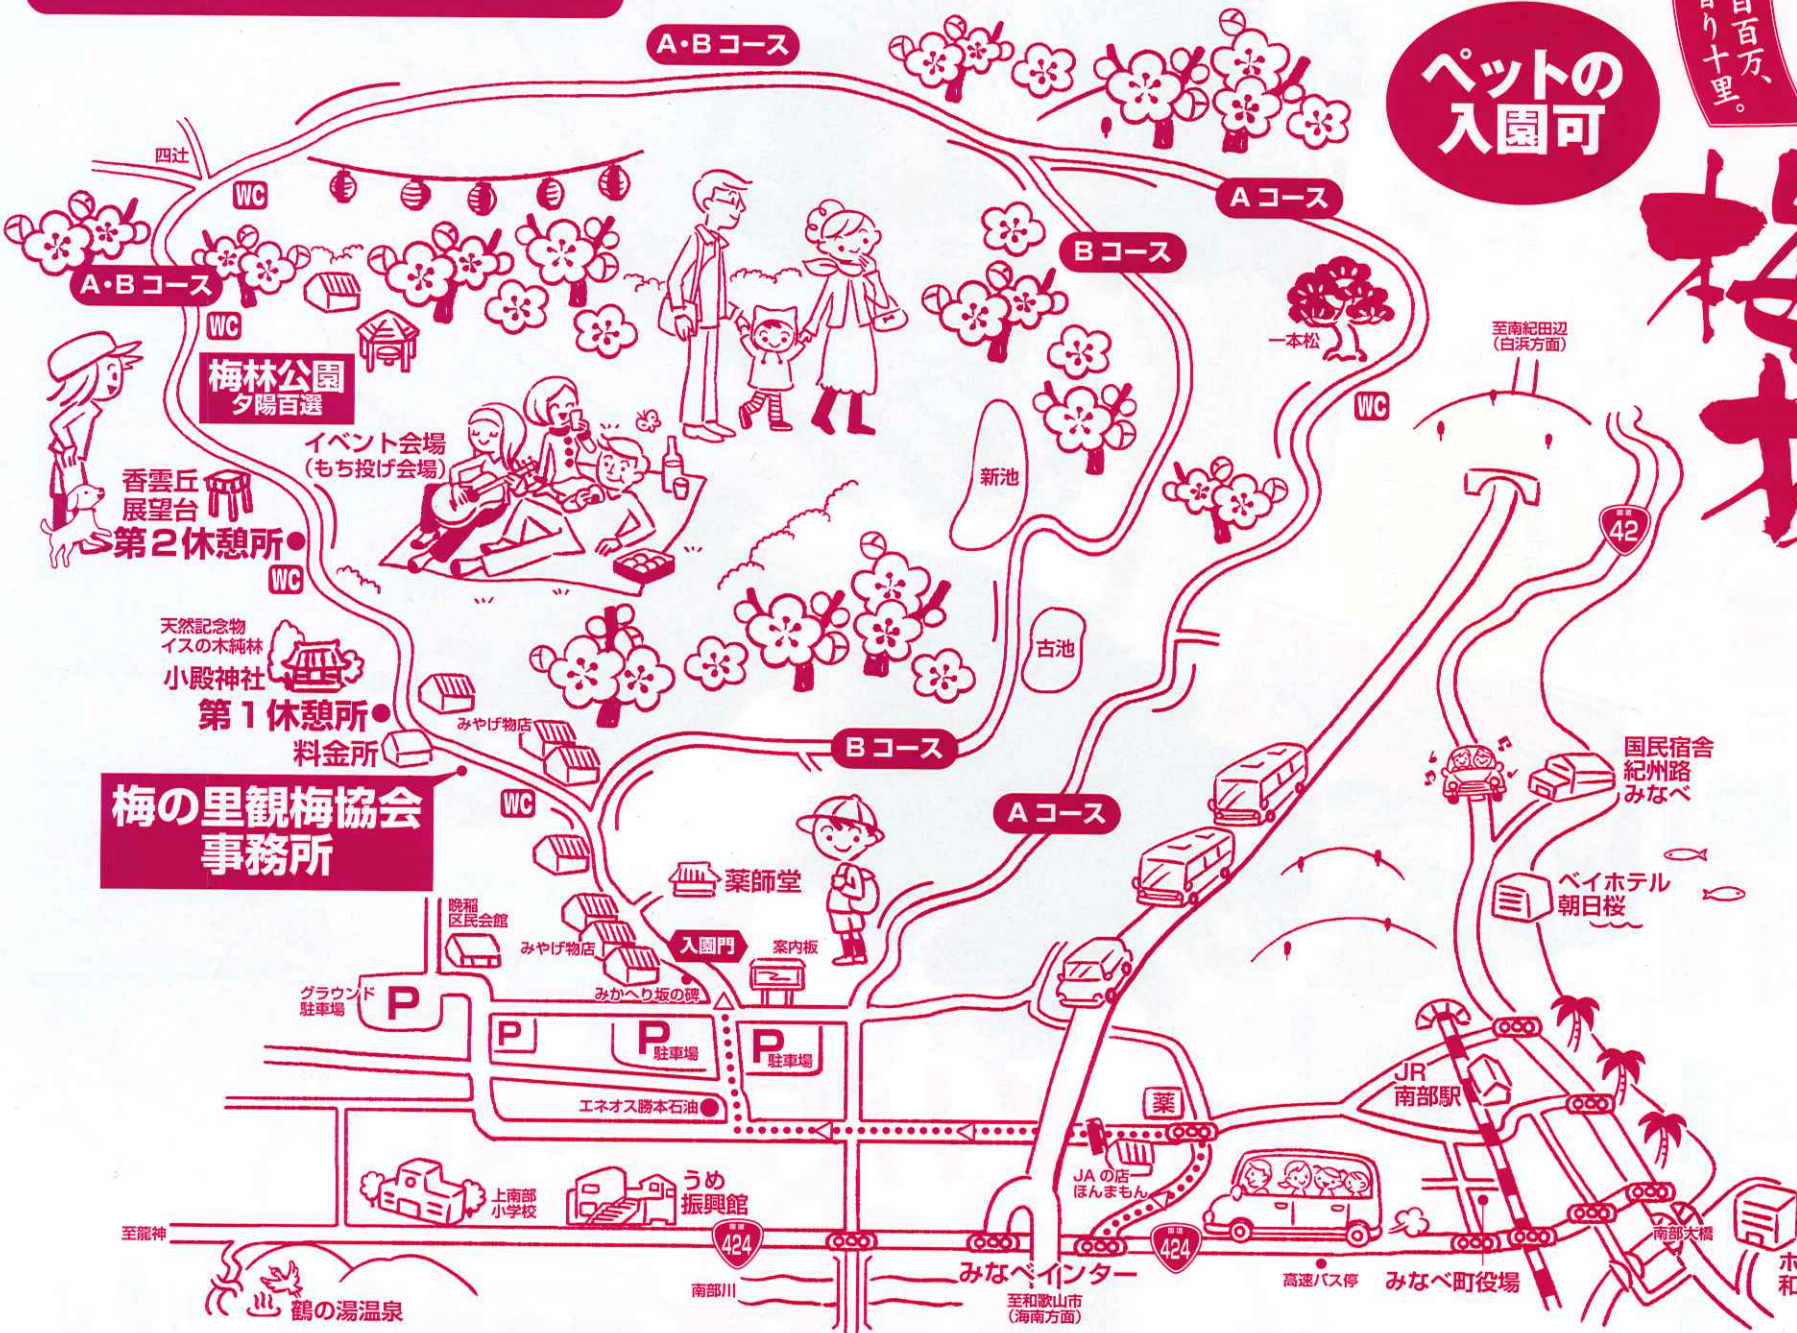 A・Bコース
ペットの
入園可
百万、
り十里。
四辻
WC
Aコース
Bコース
A・Bコース
WC
一本松
至南紀田辺
(白浜方面)
梅林公園
夕陽百選
WC
イベント会場
(もち投げ会場)
新池
香雲丘
展望台
第2休憩所
国道
42
WC
天然記念物
イスの木純林
小殿神社
古池
第1休憩所
みやげ物店
料金所
Bコース
国民宿舎
紀州路
みなべ
梅の里観梅協会
事務所
WC
Aコース
薬師堂
ベイホテル
朝日桜
晩稲
区民会館
みやげ物店
入園門
案内板
グラウンド
駐車場
P
みかへり坂の碑
P
P
駐車場
P
駐車場
JR
南部駅
エネオス勝本石油
薬
JAの店
ほんまもん
上南部
小学校
うめ
振興館
至龍神
国道
424
国道
424
南部大橋
みなべインター
高速バス停
みなべ町役場
南部川
至和歌山市
(海南方面)
鶴の湯温泉
ホ
和